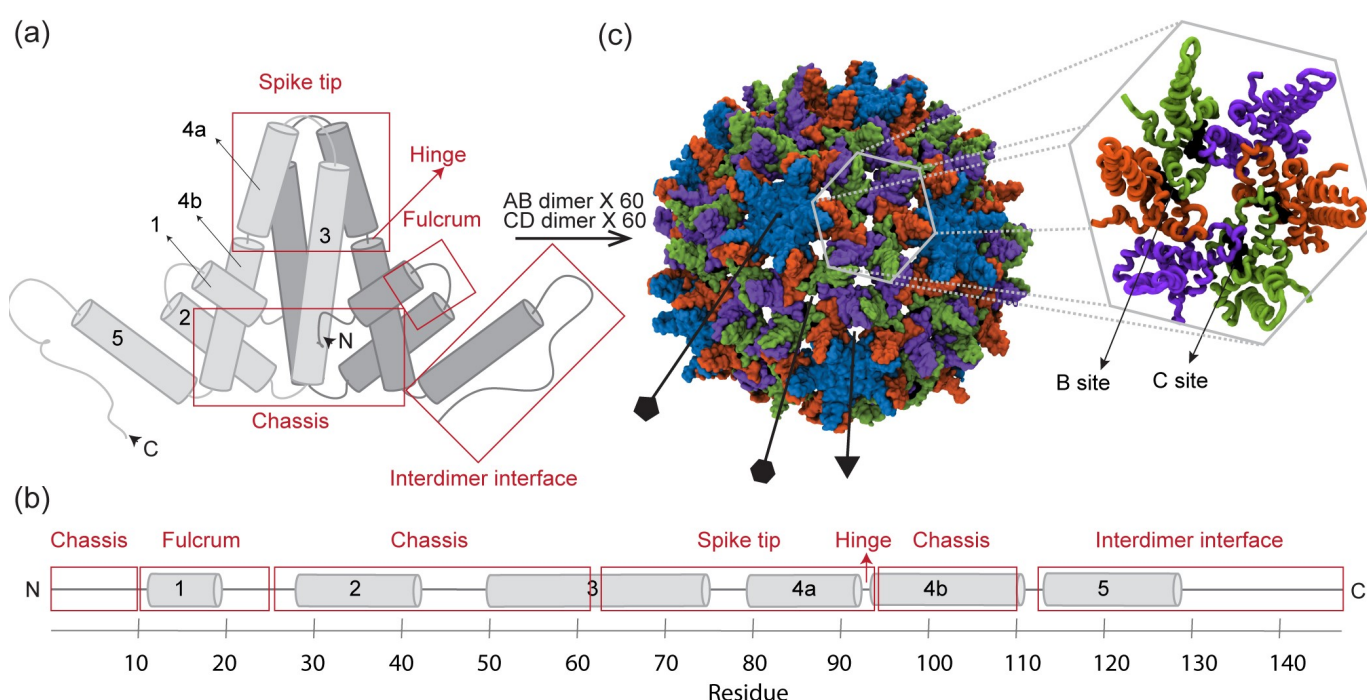 (a)
Spike tip
4a
Hinge
4b
Fulcrum
1
3
2
5
N
Chassis
C
Interdimer interface
AB dimer X 60
CD dimer X 60
(c)
B site
C site
(b)
Chassis
Fulcrum
Chassis
Spike tip
Hinge
Chassis
Interdimer interface
N
1
2
3
4a
4b
5
C
10 20 30 40 50 60 70 80 90 100 110 120 130 140
Residue